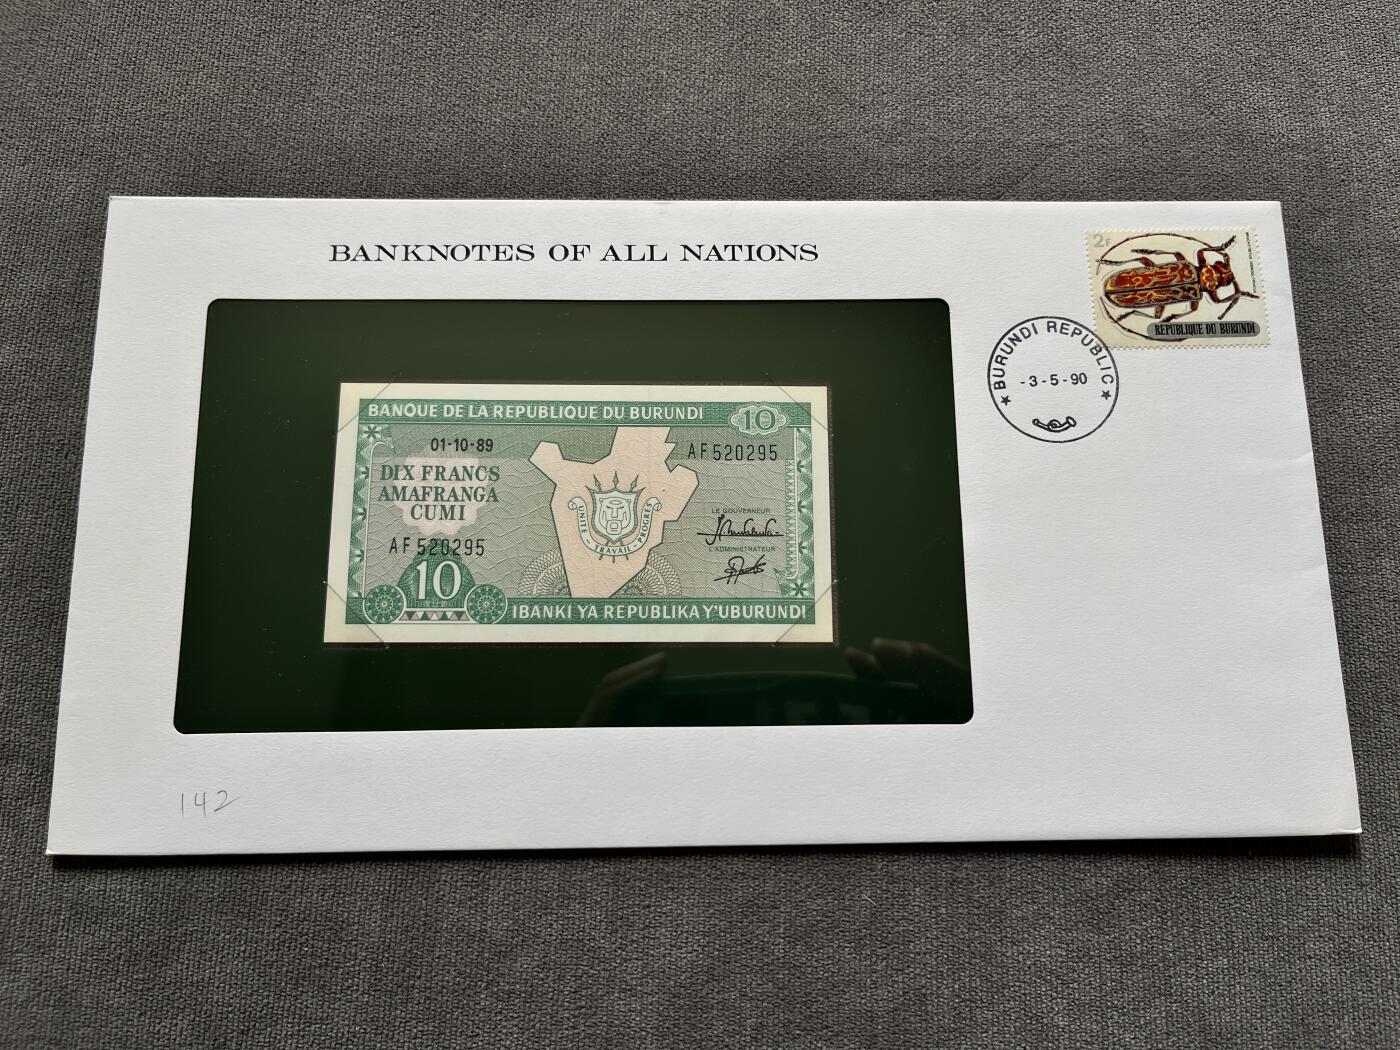 BANKNOTES OF ALL NATIONS
2F
REPUBLIQUE DU BURUNDI
★ BURUNDI REPUBLIC ★
-3-5-90
BANQUE DE LA REPUBLIQUE DU BURUNDI
10
01-10-89
AF520295
DIX FRANCS
AMAFRANGA
CUMI
UNITE - TRAVAIL - PROGRES
LE GOUVERNEUR
L'ADMINISTRATEUR
AF520295
10
IBANKI YA REPUBLIKA Y'UBURUNDI
142